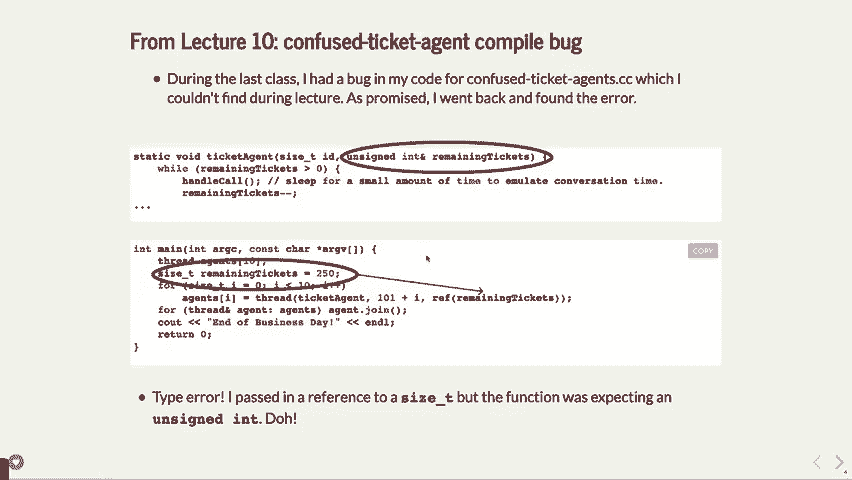 From Lecture 10: confused-ticket-agent compile bug
• During the last class, I had a bug in my code for confused-ticket-agents.cc which I
couldn't find during lecture. As promised, I went back and found the error.
static void ticketAgent(size_t id, unsigned int& remainingTickets) {
while (remainingTickets > 0) {
handleCall(); // sleep for a small amount of time to emulate conversation time.
remainingTickets--;
...
int main(int argc, const char *argv[]) {
COPY
thread agents[10];
size_t remainingTickets = 250;
for (size_t i = 0; i < 10; i++)
agents[i] = thread(ticketAgent, 101 + i, ref(remainingTickets));
for (thread& agent: agents) agent.join();
cout << "End of Business Day!" << endl;
return 0;
}
• Type error! I passed in a reference to a size_t but the function was expecting an
unsigned int. Doh!
4